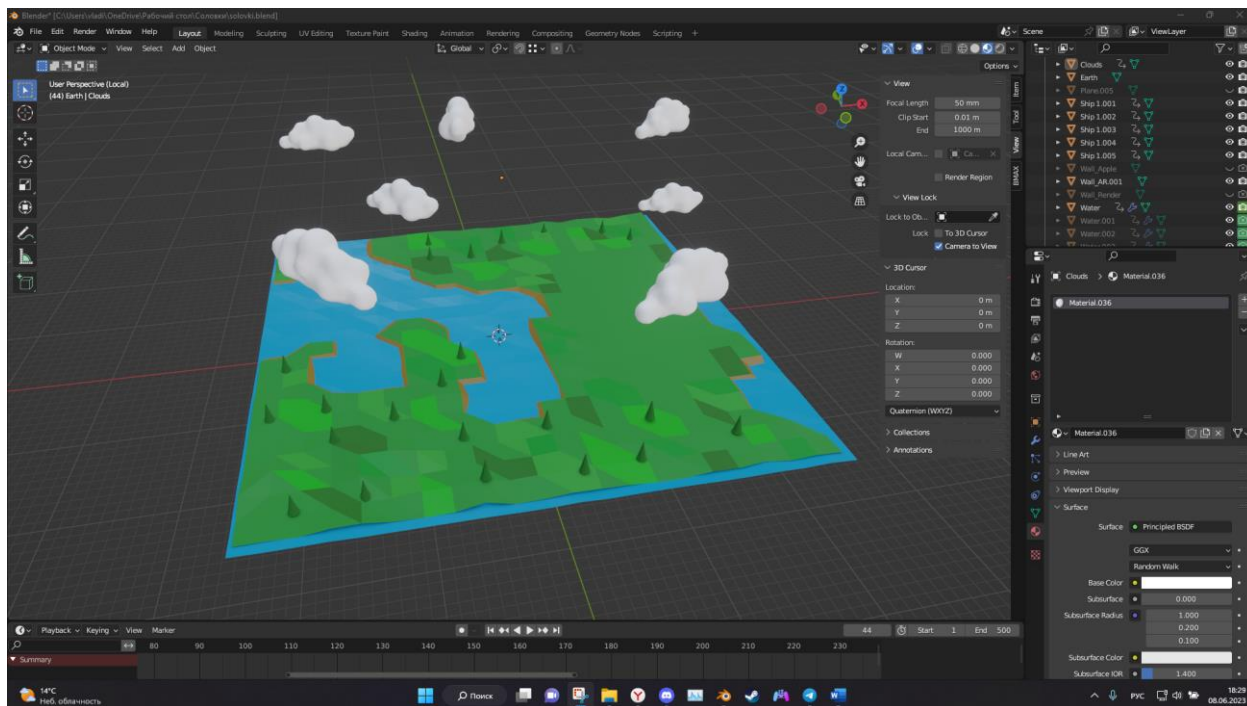 Blender* [C:\Users\vladi\OneDrive\Рабочий стол\Соловки\solovki.blend]
File Edit Render Window Help Layout Modeling Sculpting UV Editing Texture Paint Shading Animation Rendering Compositing Geometry Nodes Scripting + Scene ViewLayer
Object Mode View Select Add Object Global
Options
User Perspective (Local)
(44) Earth | Clouds
View
Focal Length 50 mm
Clip Start 0.01 m
End 1000 m
Local Cam... Ca...
Render Region
View Lock
Lock to Ob...
Lock To 3D Cursor
Camera to View
3D Cursor
Location:
X 0 m
Y 0 m
Z 0 m
Rotation:
W 0.000
X 0.000
Y 0.000
Z 0.000
Quaternion (WXYZ)
Collections
Annotations
Item
Tool
View
BMAX
Clouds
Earth
Plane.005
Ship 1.001
Ship 1.002
Ship 1.003
Ship 1.004
Ship 1.005
Wall_Apple
Wall_AR.001
Wall_Render
Water
Water.001
Water.002
Clouds > Material.036
Material.036
Material.036
Line Art
Preview
Viewport Display
Surface
Surface Principled BSDF
GGX
Random Walk
Base Color
Subsurface 0.000
Subsurface Radius 1.000
0.200
0.100
Subsurface Color
Subsurface IOR 1.400
Playback Keying View Marker 44 Start 1 End 500
80 90 100 110 120 130 140 150 160 170 180 190 200 210 220 230
Summary
14°C
Неб. облачность
Поиск
РУС
18:29
06.06.2023